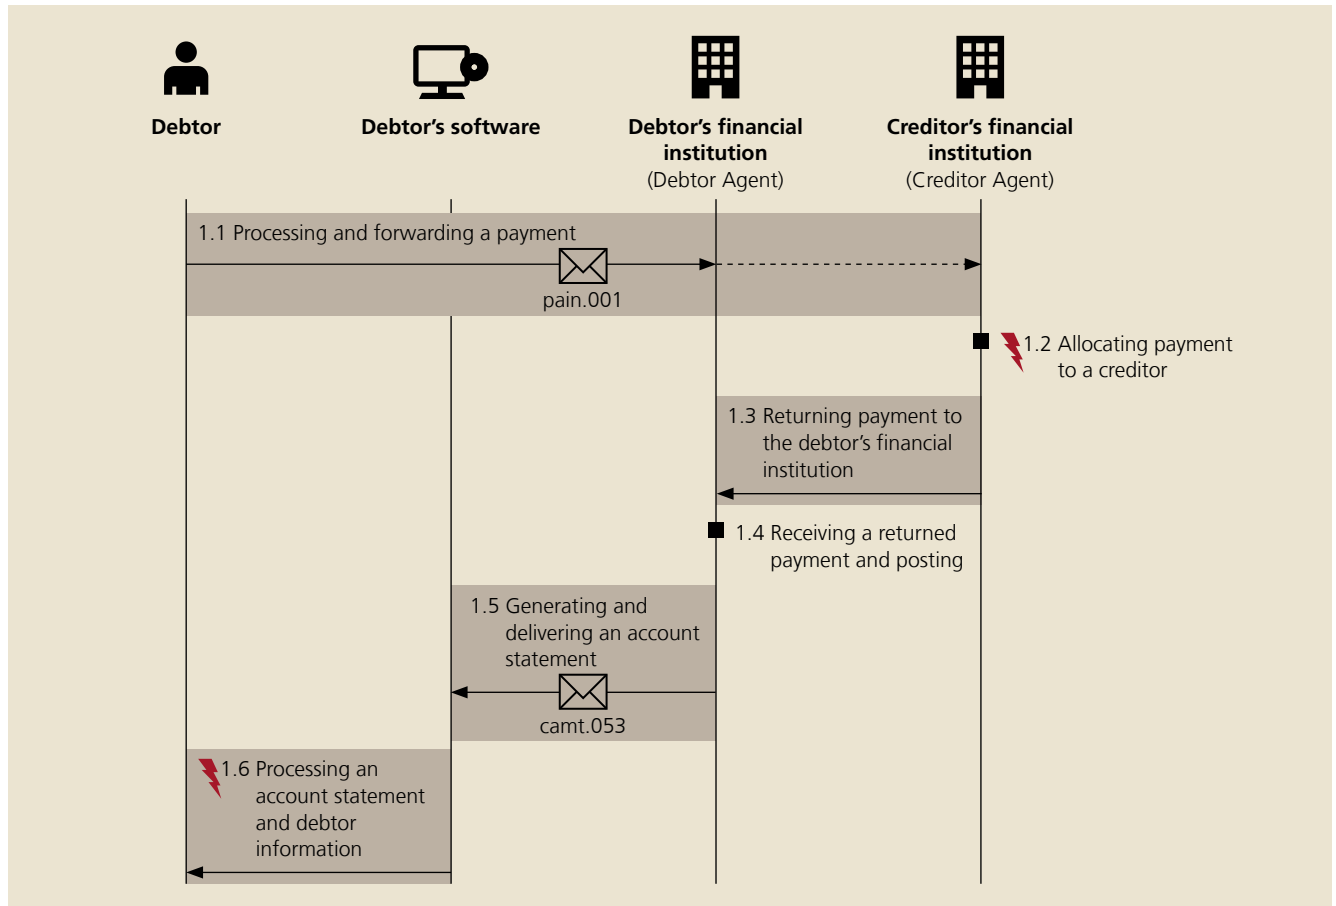 Debtor
Debtor’s software
Debtor’s financial
institution
(Debtor Agent)
Creditor’s financial
institution
(Creditor Agent)
1.1 Processing and forwarding a payment
pain.001
1.2 Allocating payment
to a creditor
1.3 Returning payment to
the debtor’s financial
institution
1.4 Receiving a returned
payment and posting
1.5 Generating and
delivering an account
statement
camt.053
1.6 Processing an
account statement
and debtor
information